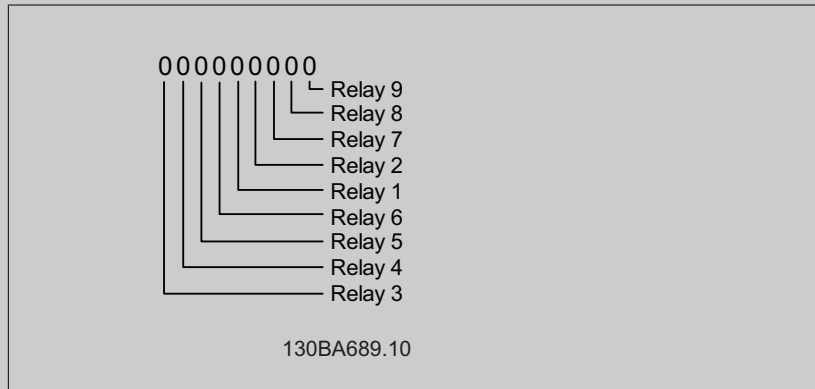 000000000
Relay 9
Relay 8
Relay 7
Relay 2
Relay 1
Relay 6
Relay 5
Relay 4
Relay 3
130BA689.10